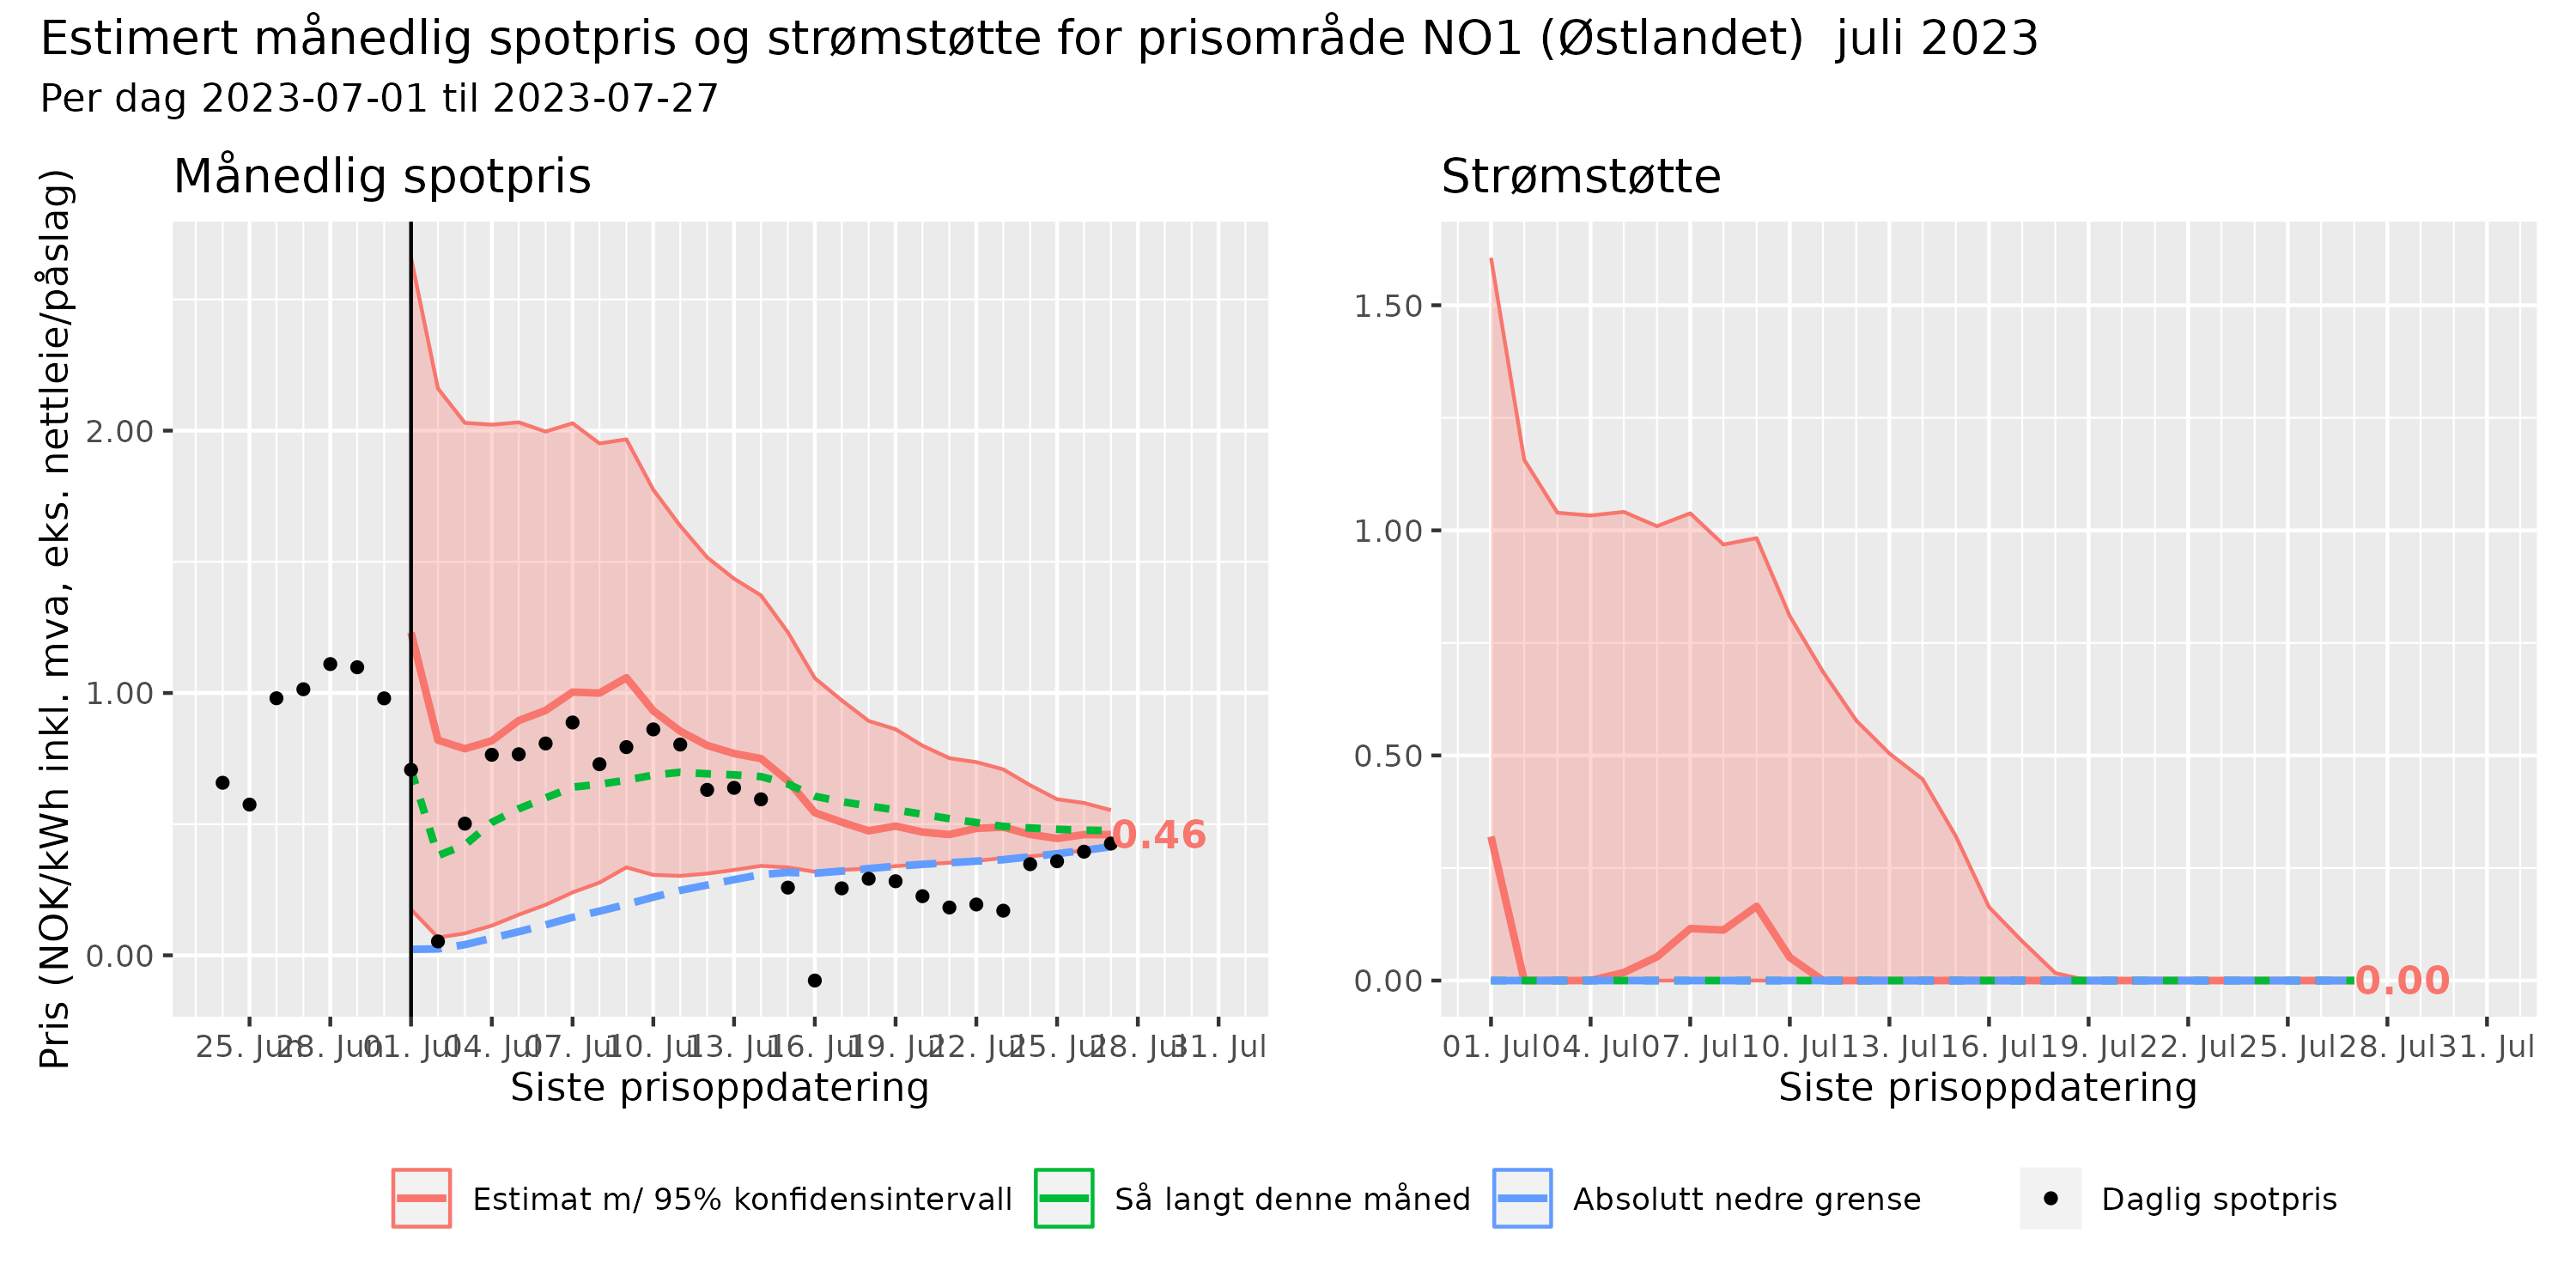 Estimert månedlig spotpris og strømstøtte for prisområde NO1 (Østlandet)  juli 2023
Per dag 2023-07-01 til 2023-07-27
Månedlig spotpris
Pris (NOK/kWh inkl. mva, eks. nettleie/påslag)
2.00
1.00
0.00
0.46
25. Jun 28. Jun 01. Jul 04. Jul 07. Jul 10. Jul 13. Jul 16. Jul 19. Jul 22. Jul 25. Jul 28. Jul 31. Jul
Siste prisoppdatering
Strømstøtte
1.50
1.00
0.50
0.00
0.00
01. Jul 04. Jul 07. Jul 10. Jul 13. Jul 16. Jul 19. Jul 22. Jul 25. Jul 28. Jul 31. Jul
Siste prisoppdatering
Estimat m/ 95% konfidensintervall Så langt denne måned Absolutt nedre grense Daglig spotpris